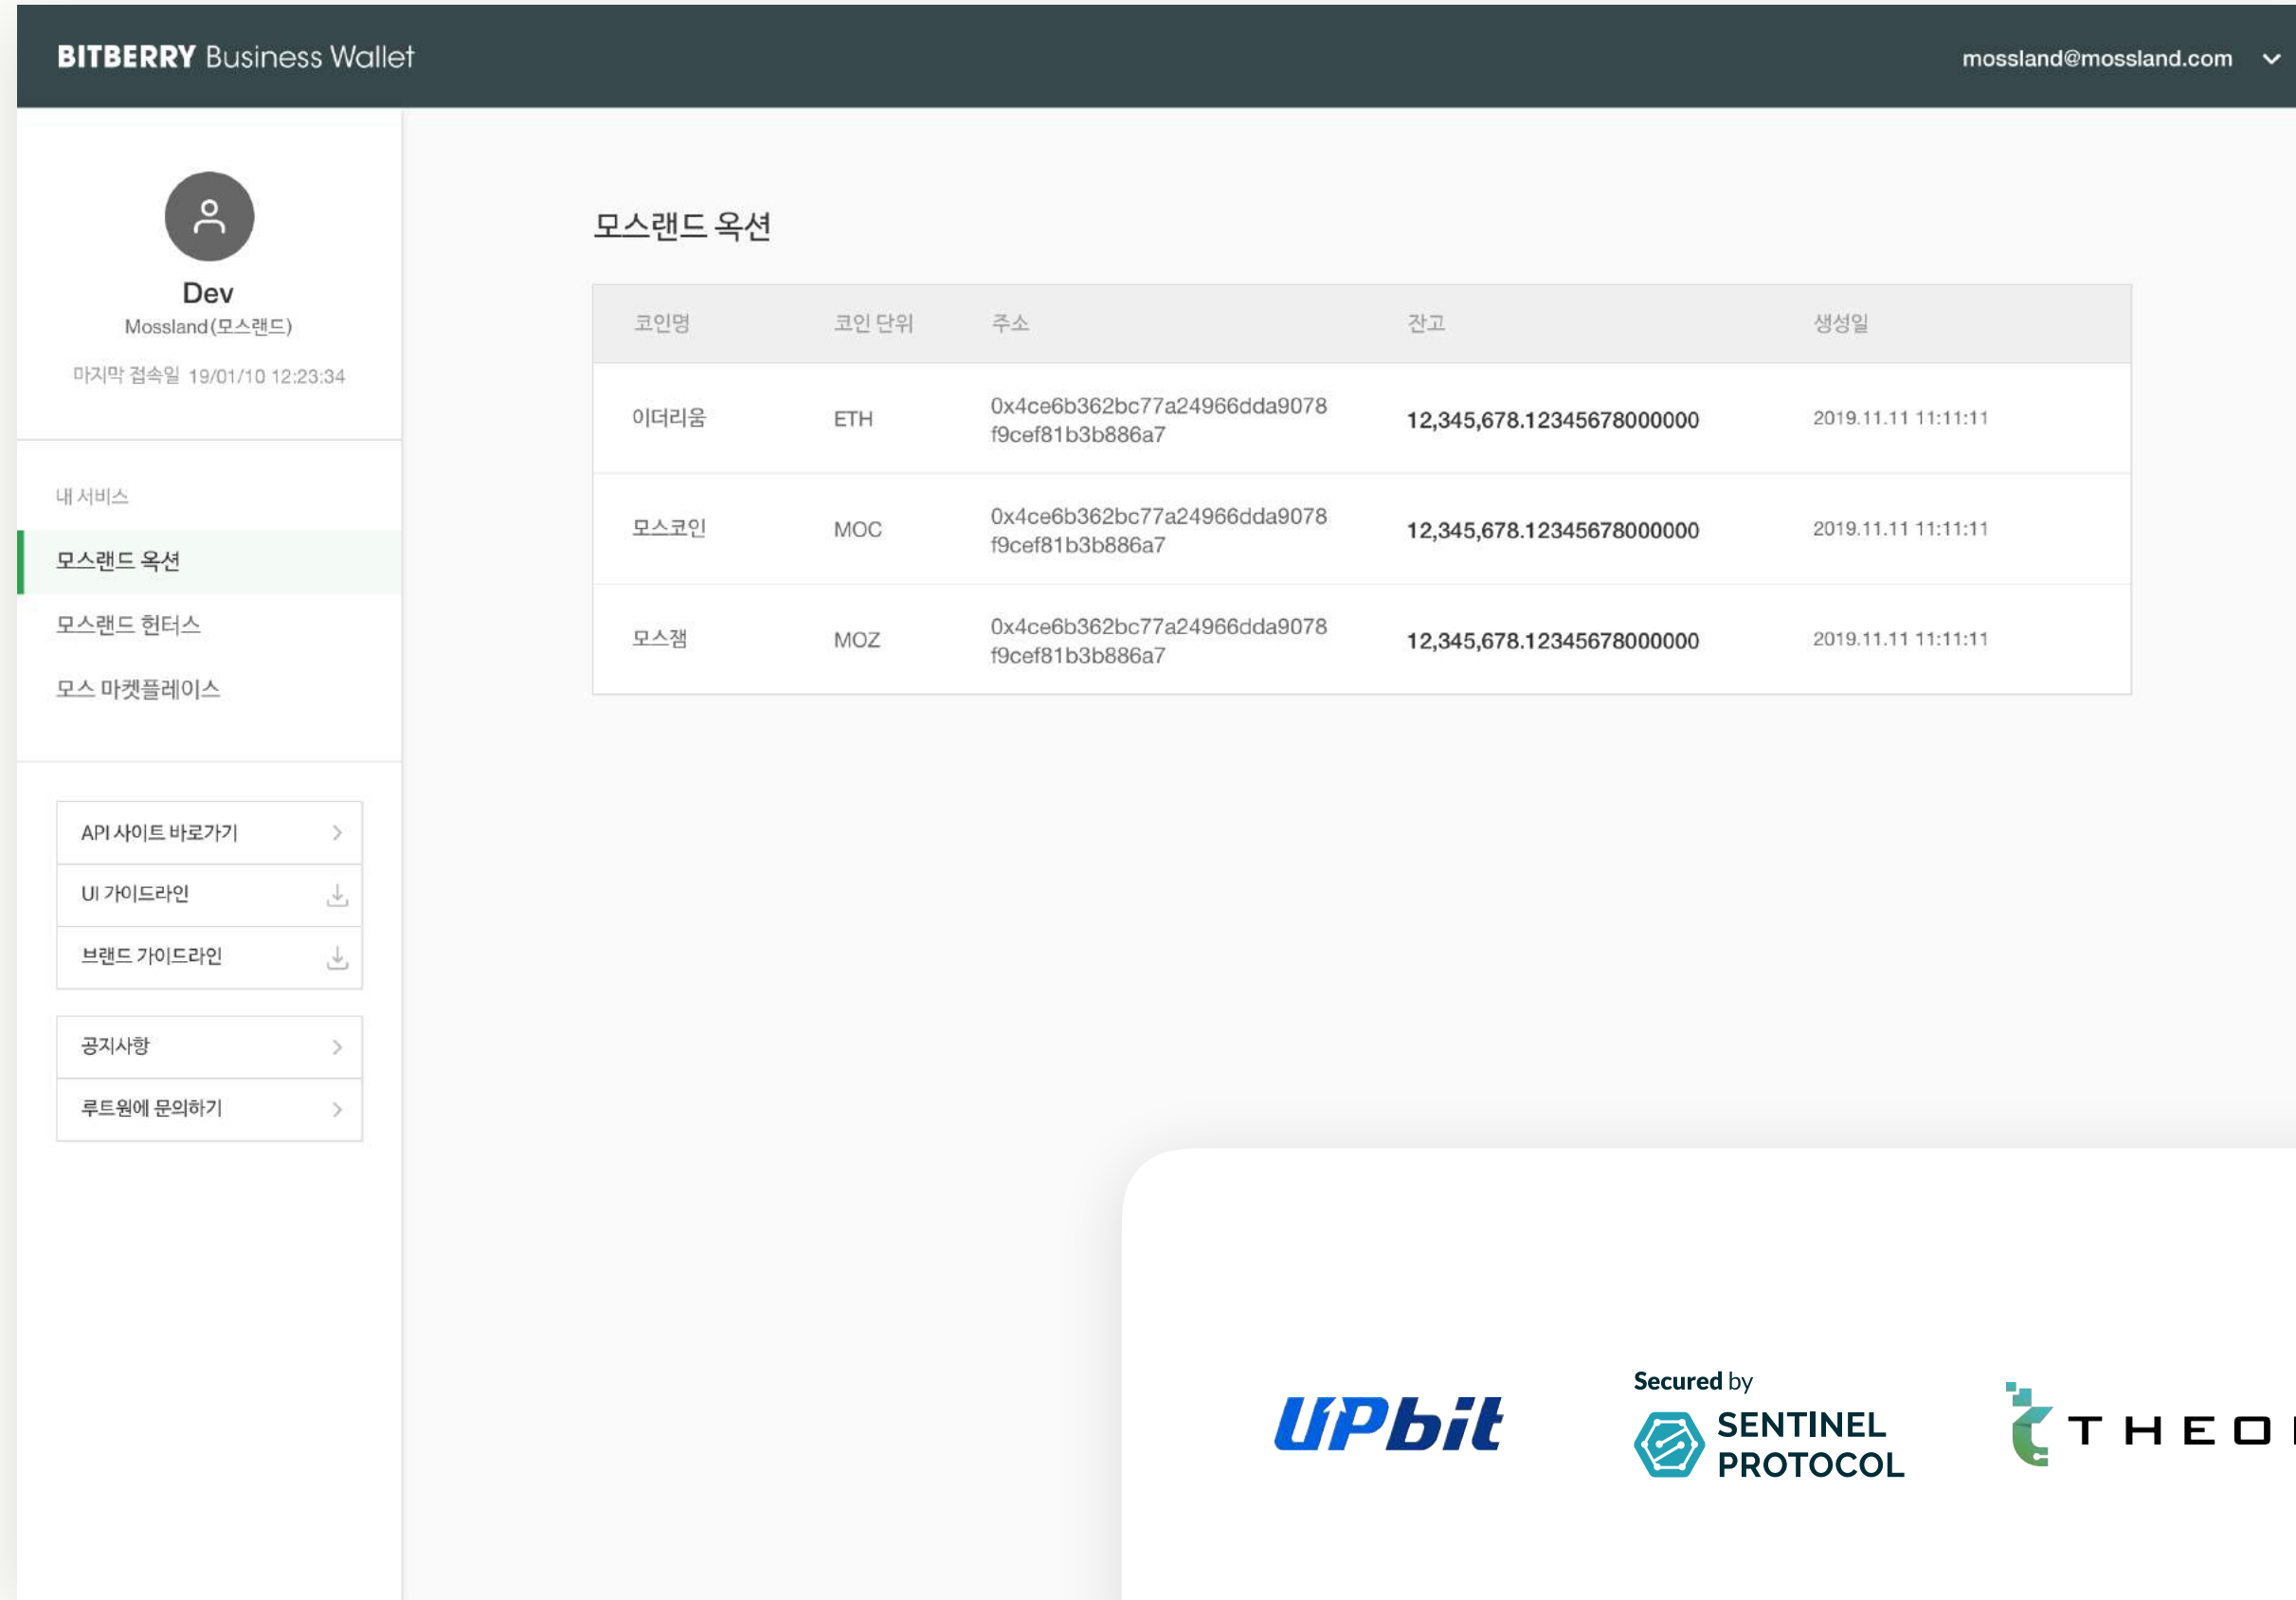 BITBERRY Business Wallet
mossland@mossland.com
Dev
Mossland(모스랜드)
마지막 접속일 19/01/10 12:23:34
내 서비스
모스랜드 옥션
모스랜드 헌터스
모스 마켓플레이스
API 사이트 바로가기
UI 가이드라인
브랜드 가이드라인
공지사항
루트원에 문의하기
모스랜드 옥션
코인명 코인 단위 주소 잔고 생성일
이더리움 ETH 0x4ce6b362bc77a24966dda9078 12,345,678.12345678000000 2019.11.11 11:11:11
f9cef81b3b886a7
모스코인 MOC 0x4ce6b362bc77a24966dda9078 12,345,678.12345678000000 2019.11.11 11:11:11
f9cef81b3b886a7
모스잼 MOZ 0x4ce6b362bc77a24966dda9078 12,345,678.12345678000000 2019.11.11 11:11:11
f9cef81b3b886a7
UPbit
Secured by
SENTINEL
PROTOCOL
THEO